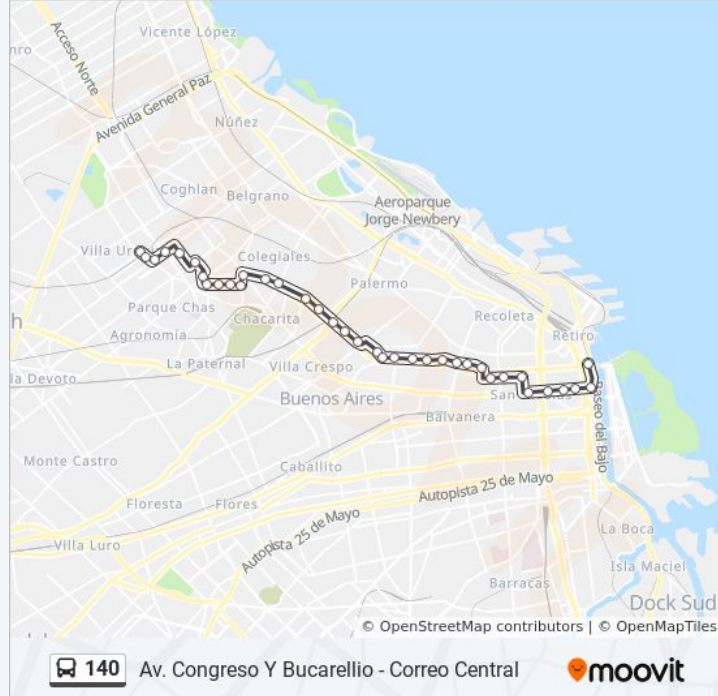 Vicente López
Acceso Norte
Avenida General Paz
Núñez
Coghlan
Belgrano
Aeroparque
Jorge Newbery
Villa Ur
Colegiales
Palermo
Parque Chas
Chacarita
Recoleta
Retiro
Agronomía
La Paternal
Villa Crespo
Buenos Aires
Balvanera
Paseo del Bajo
Monte Castro
Caballito
Floresta
Flores
Autopista 25 de Mayo
Autopista 25 de Mayo
Villa Luro
La Boca
Isla Maciel
Barracas
Dock Sud
© OpenStreetMap contributors | © OpenMapTiles
140 Av. Congreso Y Bucarellio - Correo Central
moovit